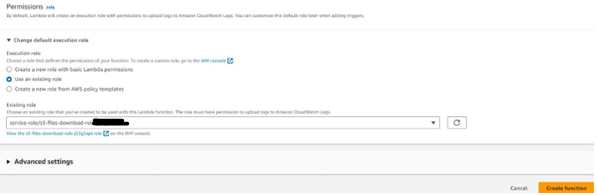 Permissions Info
By default, Lambda will create an execution role with permissions to upload logs to Amazon CloudWatch Logs. You can customize this default role later when adding triggers.
▼ Change default execution role
Execution role
Choose a role that defines the permissions of your function. To create a custom role, go to the IAM console
Create a new role with basic Lambda permissions
Use an existing role
Create a new role from AWS policy templates
Existing role
Choose an existing role that you've created to be used with this Lambda function. The role must have permission to upload logs to Amazon CloudWatch Logs.
service-role/s3-files-download-ro
View the s3-files-download-role on the IAM console.
▶ Advanced settings
Cancel
Create function